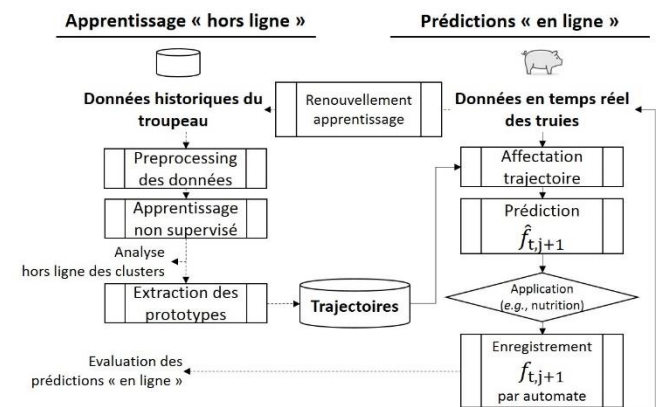 Apprentissage « hors ligne »
Prédictions « en ligne »
Données historiques du
troupeau
Renouvellement
apprentissage
Données en temps réel
des truies
Preprocessing
des données
Affectation
trajectoire
Apprentissage
non supervisé
Prédiction
f̂t,j+1
Analyse
hors ligne des clusters
Extraction des
prototypes
Trajectoires
Application
(e.g., nutrition)
Enregistrement
ft,j+1
par automate
Evaluation des
prédictions « en ligne »